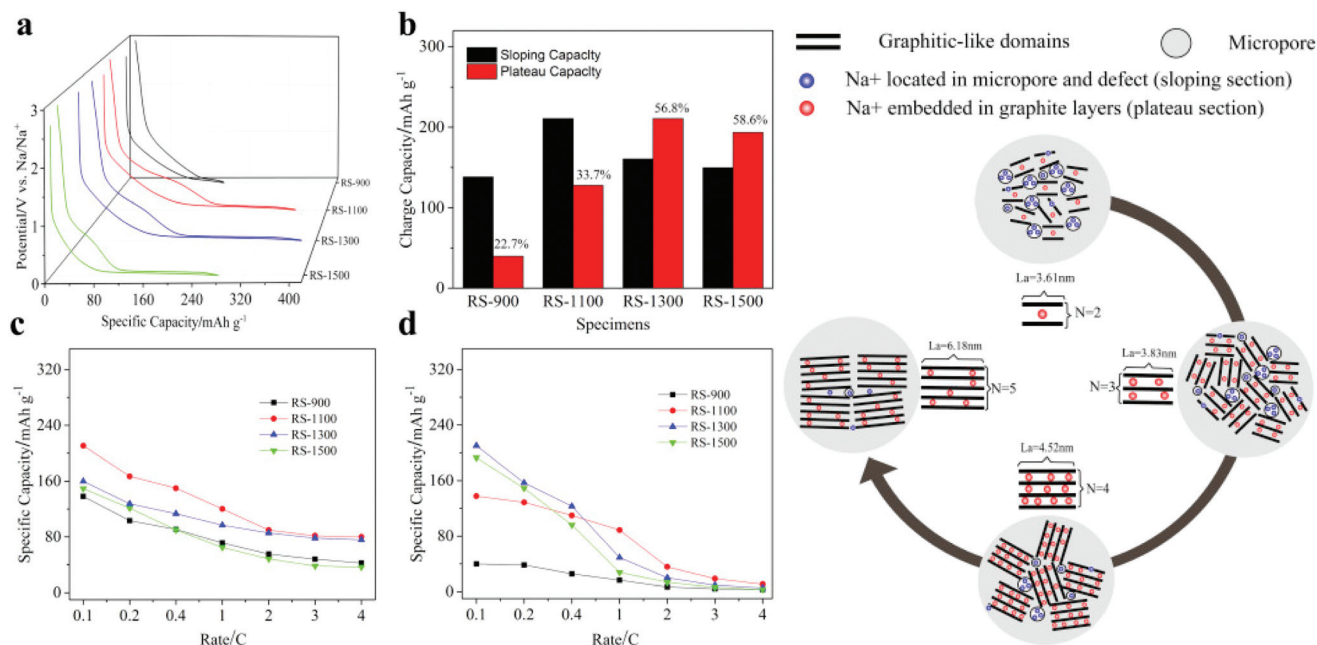 a
Potential/V vs. Na/Na+
3
2
1
0
0
80
160
240
320
400
Specific Capacity/mAh g-1
RS-900
RS-1100
RS-1300
RS-1500
b
Charge Capacity/mAh g-1
300
200
100
0
Sloping Capacity
Plateau Capacity
22.7%
33.7%
56.8%
58.6%
RS-900 RS-1100 RS-1300 RS-1500
Specimens
c
Specific Capacity/mAh g-1
320
240
160
80
0
RS-900
RS-1100
RS-1300
RS-1500
0.1 0.2 0.4 1 2 3 4
Rate/C
d
Specific Capacity/mAh g-1
320
240
160
80
0
RS-900
RS-1100
RS-1300
RS-1500
0.1 0.2 0.4 1 2 3 4
Rate/C
Graphitic-like domains
Micropore
Na+ located in micropore and defect (sloping section)
Na+ embedded in graphite layers (plateau section)
La=3.61nm
N=2
La=3.83nm
N=3
La=4.52nm
N=4
La=6.18nm
N=5